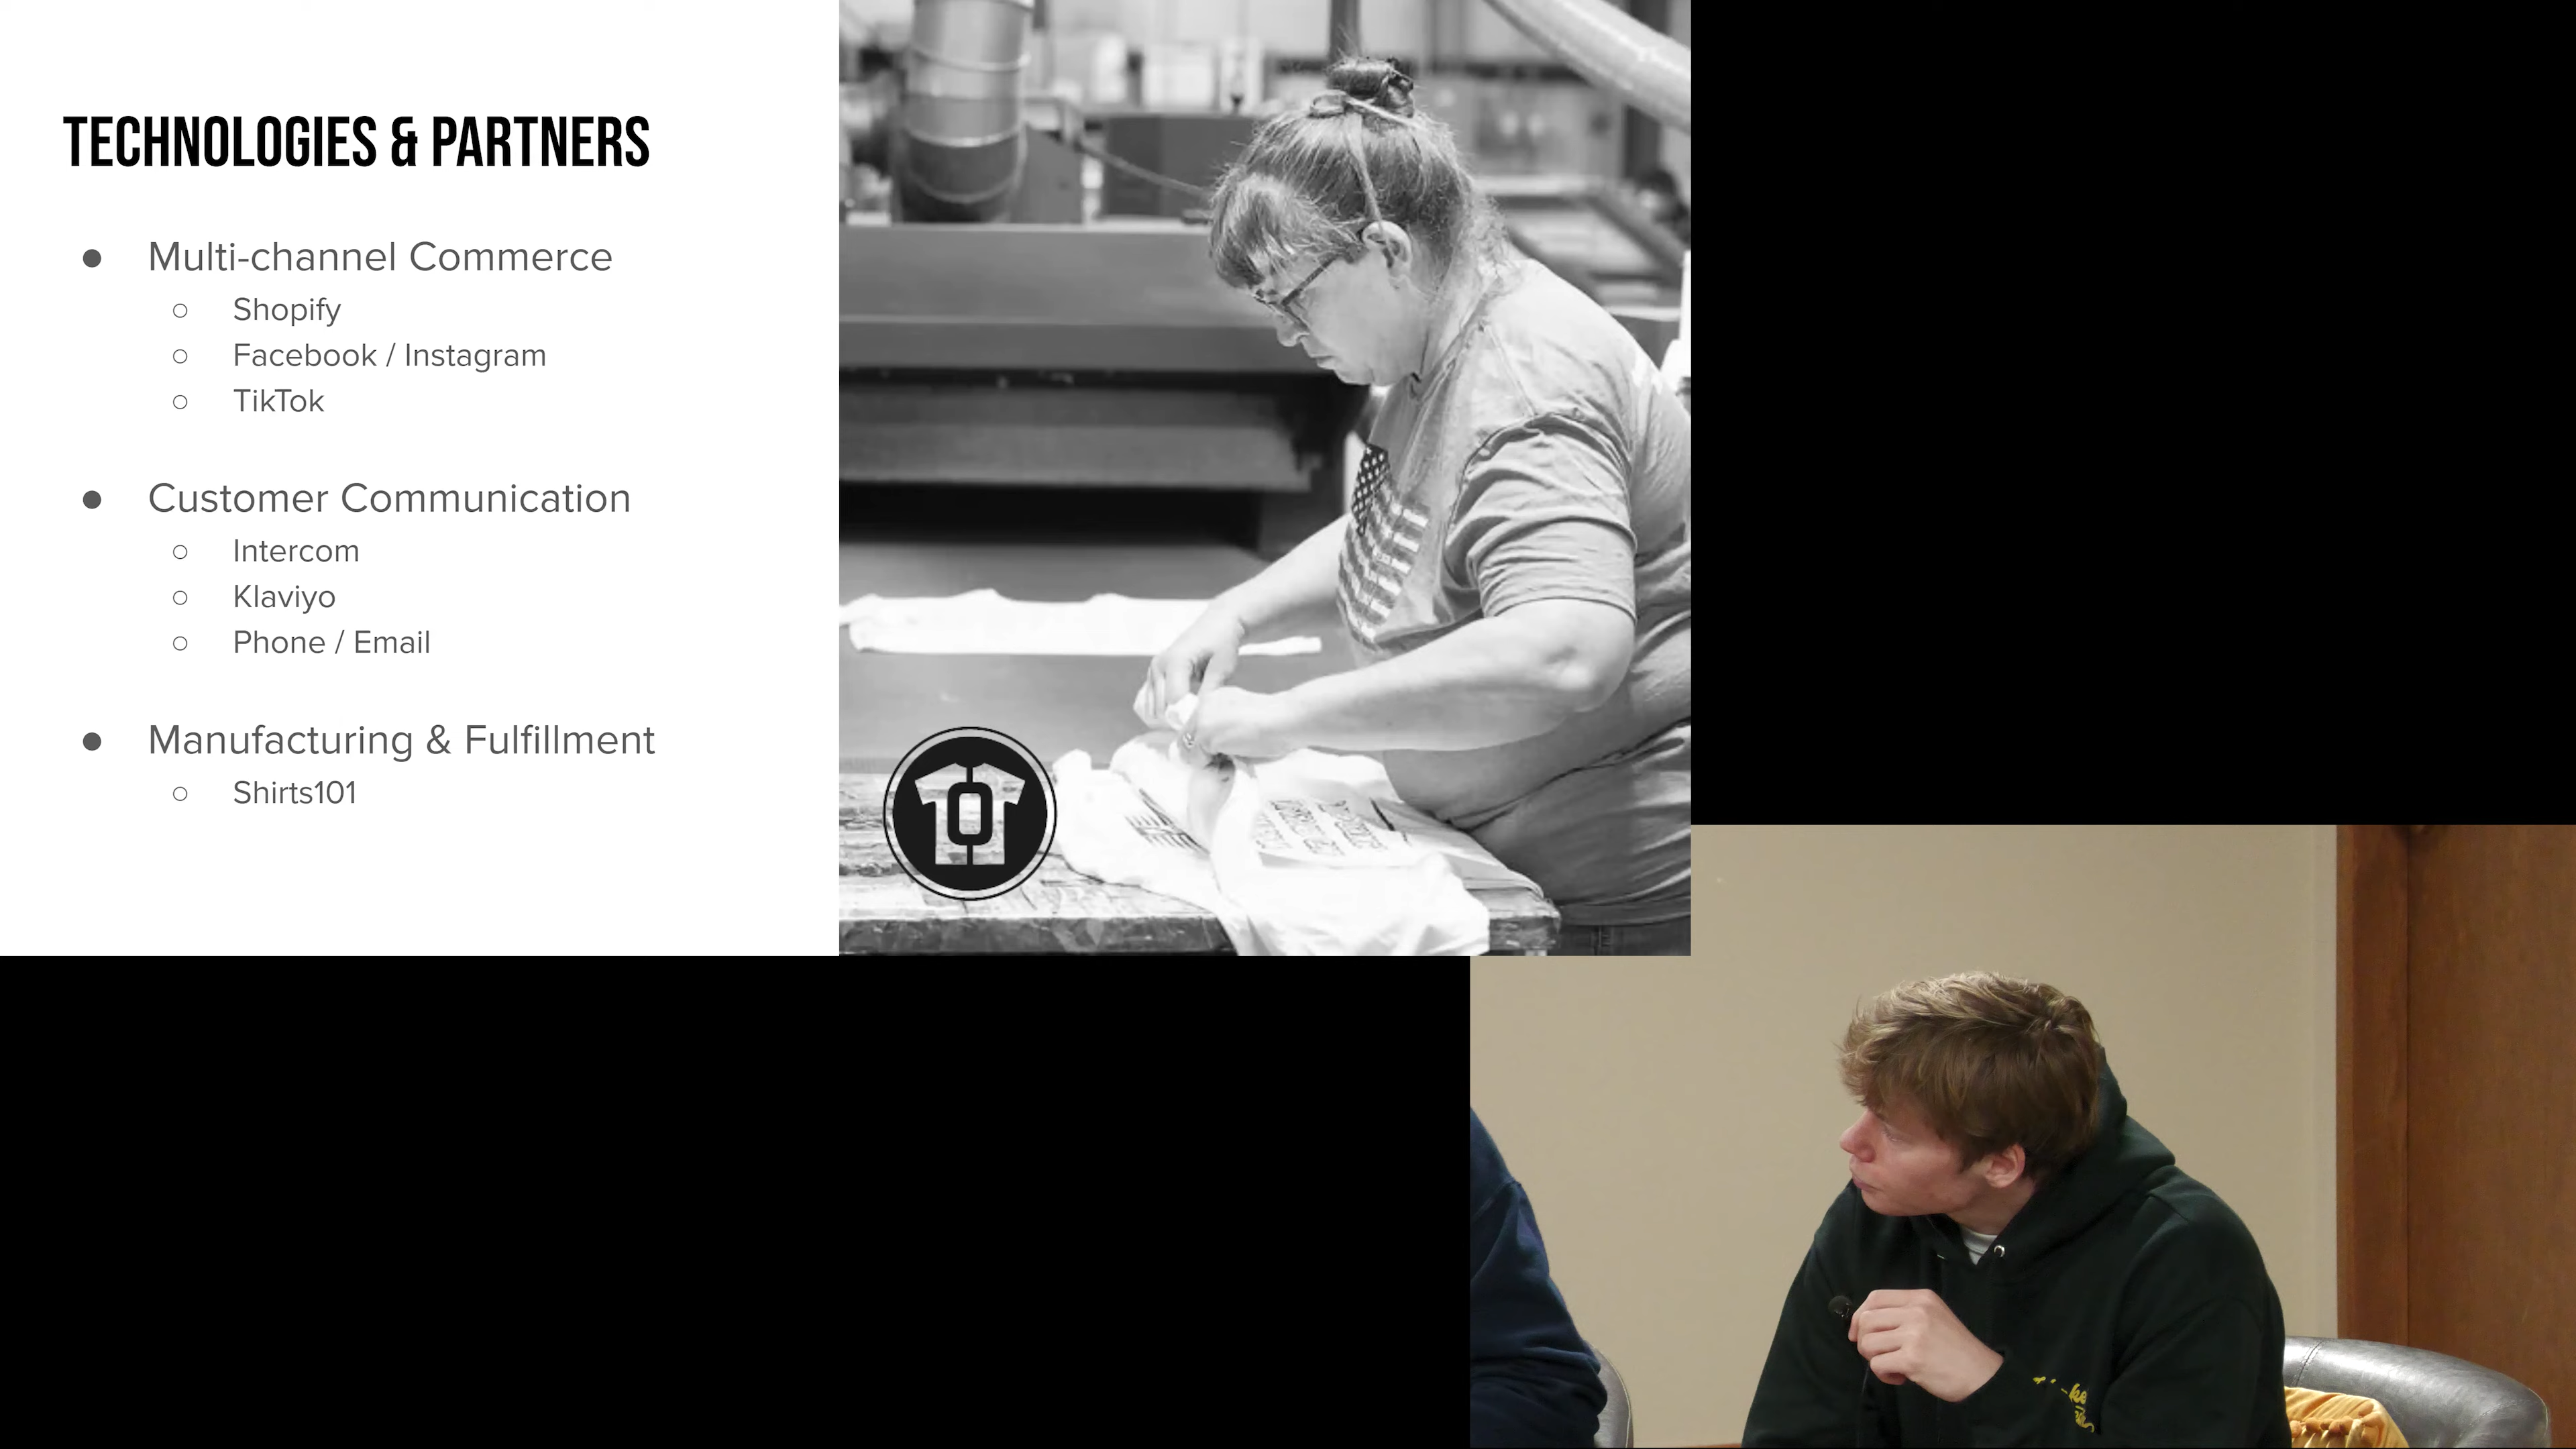 TECHNOLOGIES & PARTNERS
● Multi-channel Commerce
○ Shopify
○ Facebook / Instagram
○ TikTok
● Customer Communication
○ Intercom
○ Klaviyo
○ Phone / Email
● Manufacturing & Fulfillment
○ Shirts101